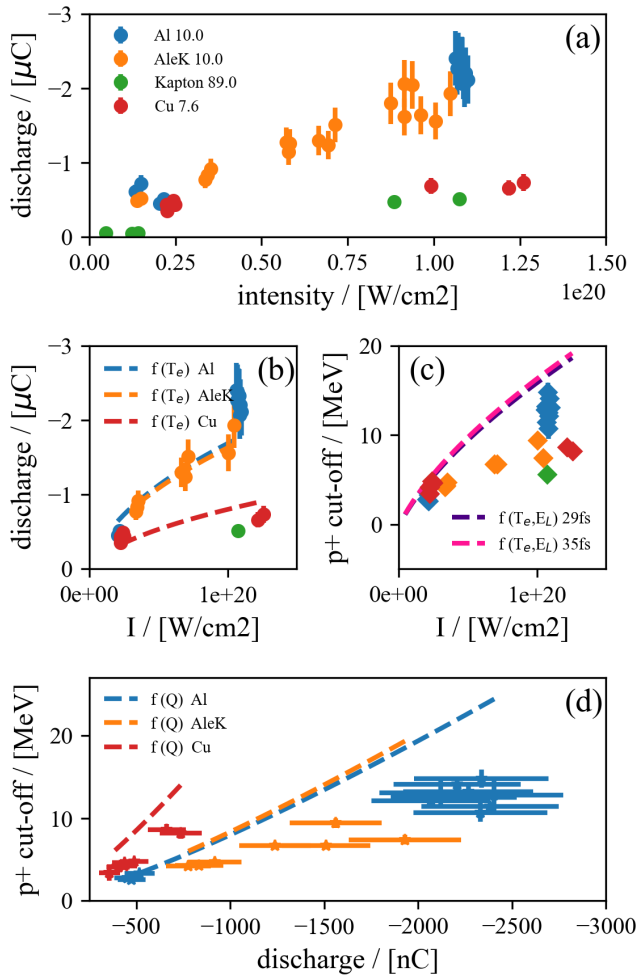 −3
−2
−1
0
discharge / [μC]
(a)
Al 10.0
AleK 10.0
Kapton 89.0
Cu 7.6
0.00
0.25
0.50
0.75
1.00
1.25
1.50
1e20
intensity / [W/cm2]
−3
−2
−1
0
discharge / [μC]
(b)
f (Te) Al
f (Te) AleK
f (Te) Cu
0e+00
1e+20
I / [W/cm2]
20
10
0
p+ cut-off / [MeV]
(c)
f (Te,EL) 29fs
f (Te,EL) 35fs
0e+00
1e+20
I / [W/cm2]
20
10
0
p+ cut-off / [MeV]
(d)
f (Q) Al
f (Q) AleK
f (Q) Cu
−500
−1000
−1500
−2000
−2500
−3000
discharge / [nC]